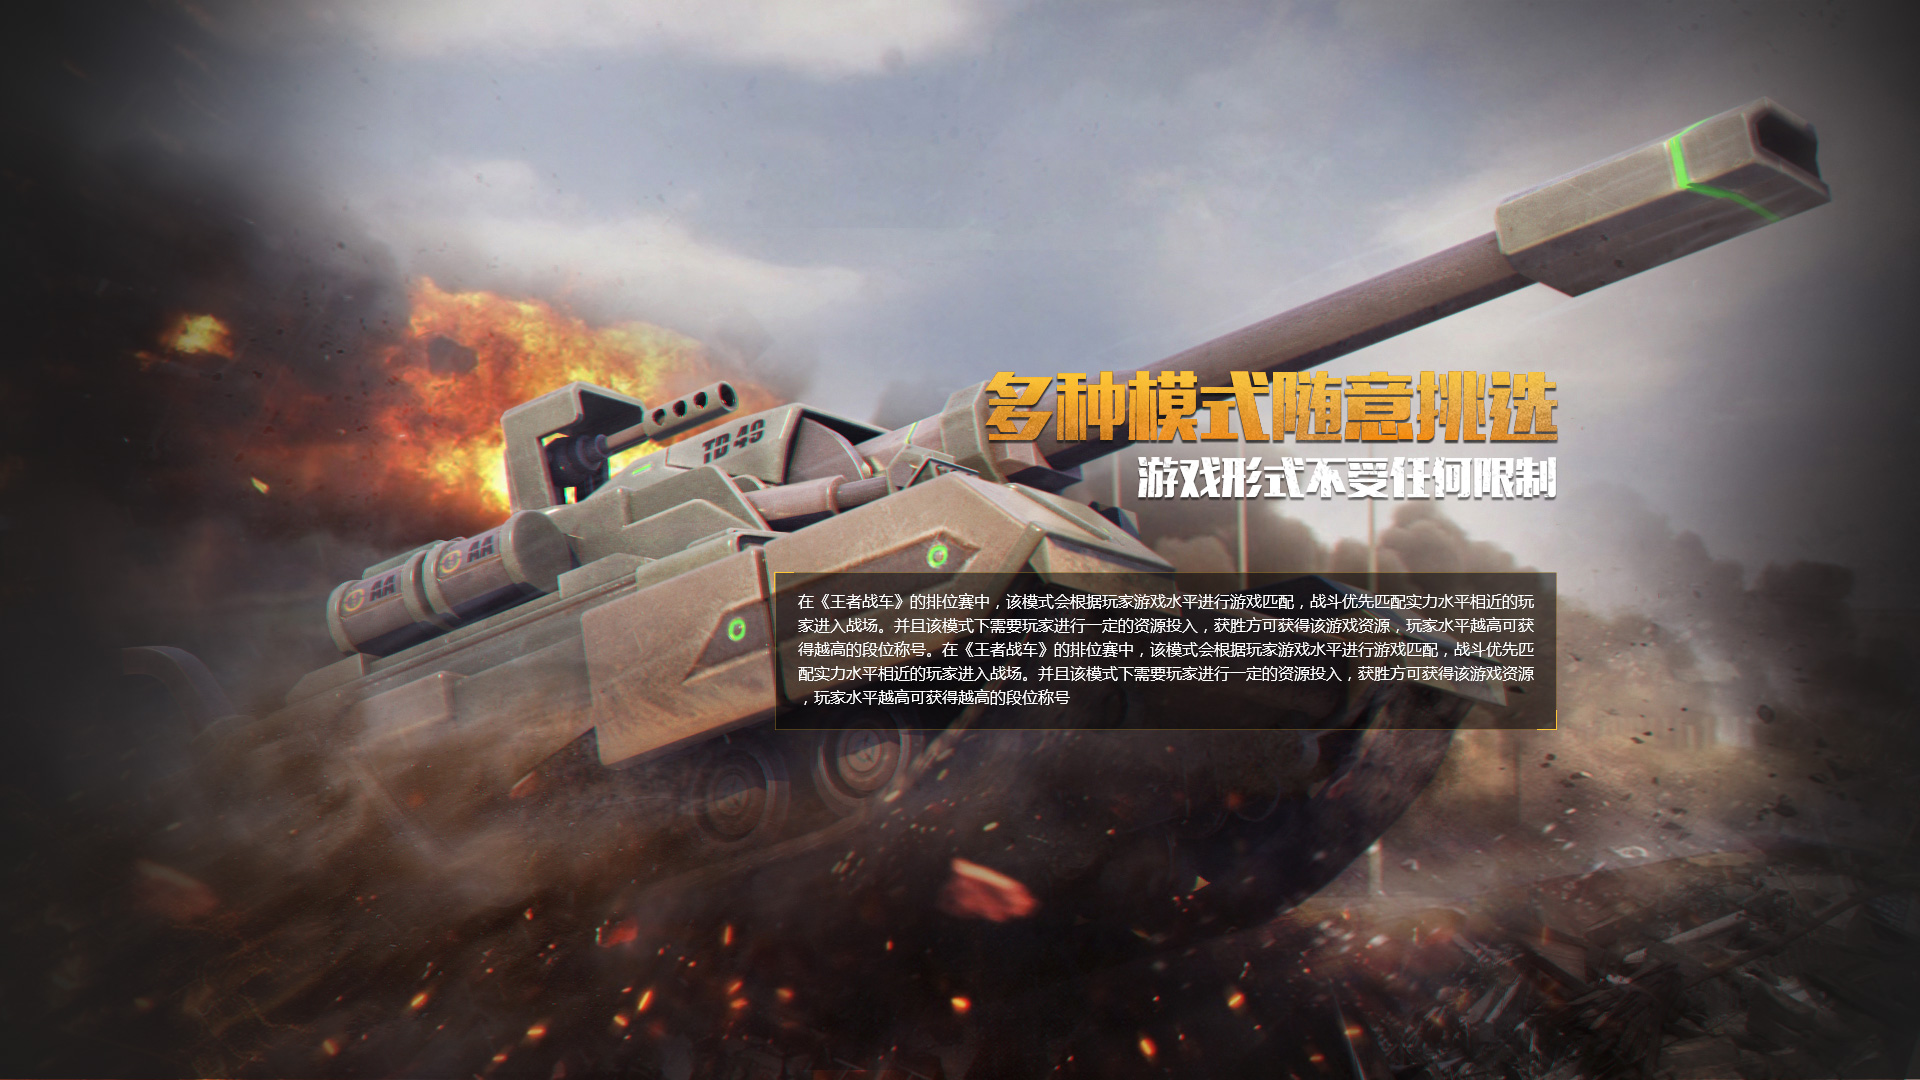 多种模式随意挑选
游戏形式不受任何限制
TD 49
AA
AA
在《王者战车》的排位赛中，该模式会根据玩家游戏水平进行游戏匹配，战斗优先匹配实力水平相近的玩
家进入战场。并且该模式下需要玩家进行一定的资源投入，获胜方可获得该游戏资源，玩家水平越高可获
得越高的段位称号。在《王者战车》的排位赛中，该模式会根据玩家游戏水平进行游戏匹配，战斗优先匹
配实力水平相近的玩家进入战场。并且该模式下需要玩家进行一定的资源投入，获胜方可获得该游戏资源
，玩家水平越高可获得越高的段位称号